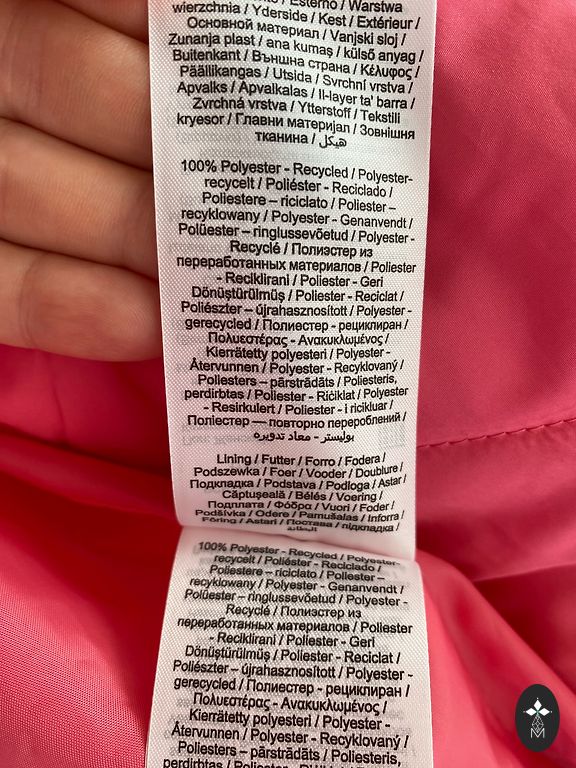 wierzchnia / Yderside / Kest / Extérieur /
Основной материал / Vanjski sloj /
Zunanja plast / ana kumaş / külső anyag /
Buitenkant / Външна страна / Κέλυφος /
Päällikangas / Utsida / Svrchní vrstva /
Apvalks / Apvalkalas / Il-layer ta' barra /
Zvrchná vrstva / Ytterstoff / Tekstili
kryesor / Главни материјал / Зовнішня
тканина / هيكل
100% Polyester - Recycled / Polyester-
recycelt / Poliéster - Reciclado /
Poliestere – riciclato / Poliester –
recyklowany / Polyester - Genanvendt /
Polüester – ringlussevõetud / Polyester -
Recyclé / Полиэстер из
переработанных материалов / Poliester
- Reciklirani / Poliester - Geri
Dönüştürülmüş / Poliester - Reciclat /
Poliészter – újrahasznosított / Polyester -
gerecycled / Полиестер - рециклиран /
Πολυεστέρας - Ανακυκλωμένος /
Kierrätetty polyesteri / Polyester -
Återvunnen / Polyester - Recyklovaný /
Poliesters – pārstrādāts / Poliesteris,
perdirbtas / Poliester - Riċiklat / Polyester
- Resirkulert / Poliester - i ricikluar /
Поліестер — повторно перероблений /
بوليستر - معاد تدويره
Lining / Futter / Forro / Fodera /
Podszewka / Foer / Vooder / Doublure /
Подкладка / Podstava / Podloga / Astar /
Căptuşeală / Bélés / Voering /
Подплата / Φόδρα / Vuori / Foder /
Podšívka / Odere / Pamušalas / Inforra /
Fôring / Astari / Постава / підкладка /
البطانة
100% Polyester - Recycled / Polyester-
recycelt / Poliéster - Reciclado /
Poliestere – riciclato / Poliester –
recyklowany / Polyester - Genanvendt /
Polüester – ringlussevõetud / Polyester -
Recyclé / Полиэстер из
переработанных материалов / Poliester
- Reciklirani / Poliester - Geri
Dönüştürülmüş / Poliester - Reciclat /
Poliészter – újrahasznosított / Polyester -
gerecycled / Полиестер - рециклиран /
Πολυεστέρας - Ανακυκλωμένος /
Kierrätetty polyesteri / Polyester -
Återvunnen / Polyester - Recyklovaný /
Poliesters – pārstrādāts / Poliesteris,